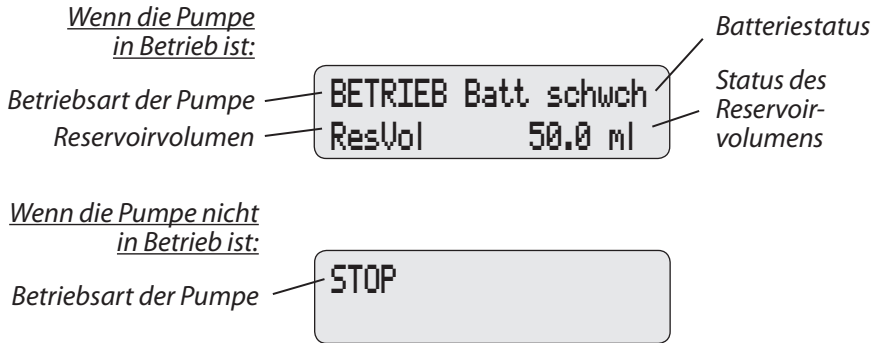 Wenn die Pumpe
in Betrieb ist:
Batteriestatus
Betriebsart der Pumpe
BETRIEB Batt schwch
Status des
Reservoir-
volumens
Reservoirvolumen
ResVol 50.0 ml
Wenn die Pumpe nicht
in Betrieb ist:
Betriebsart der Pumpe
STOP